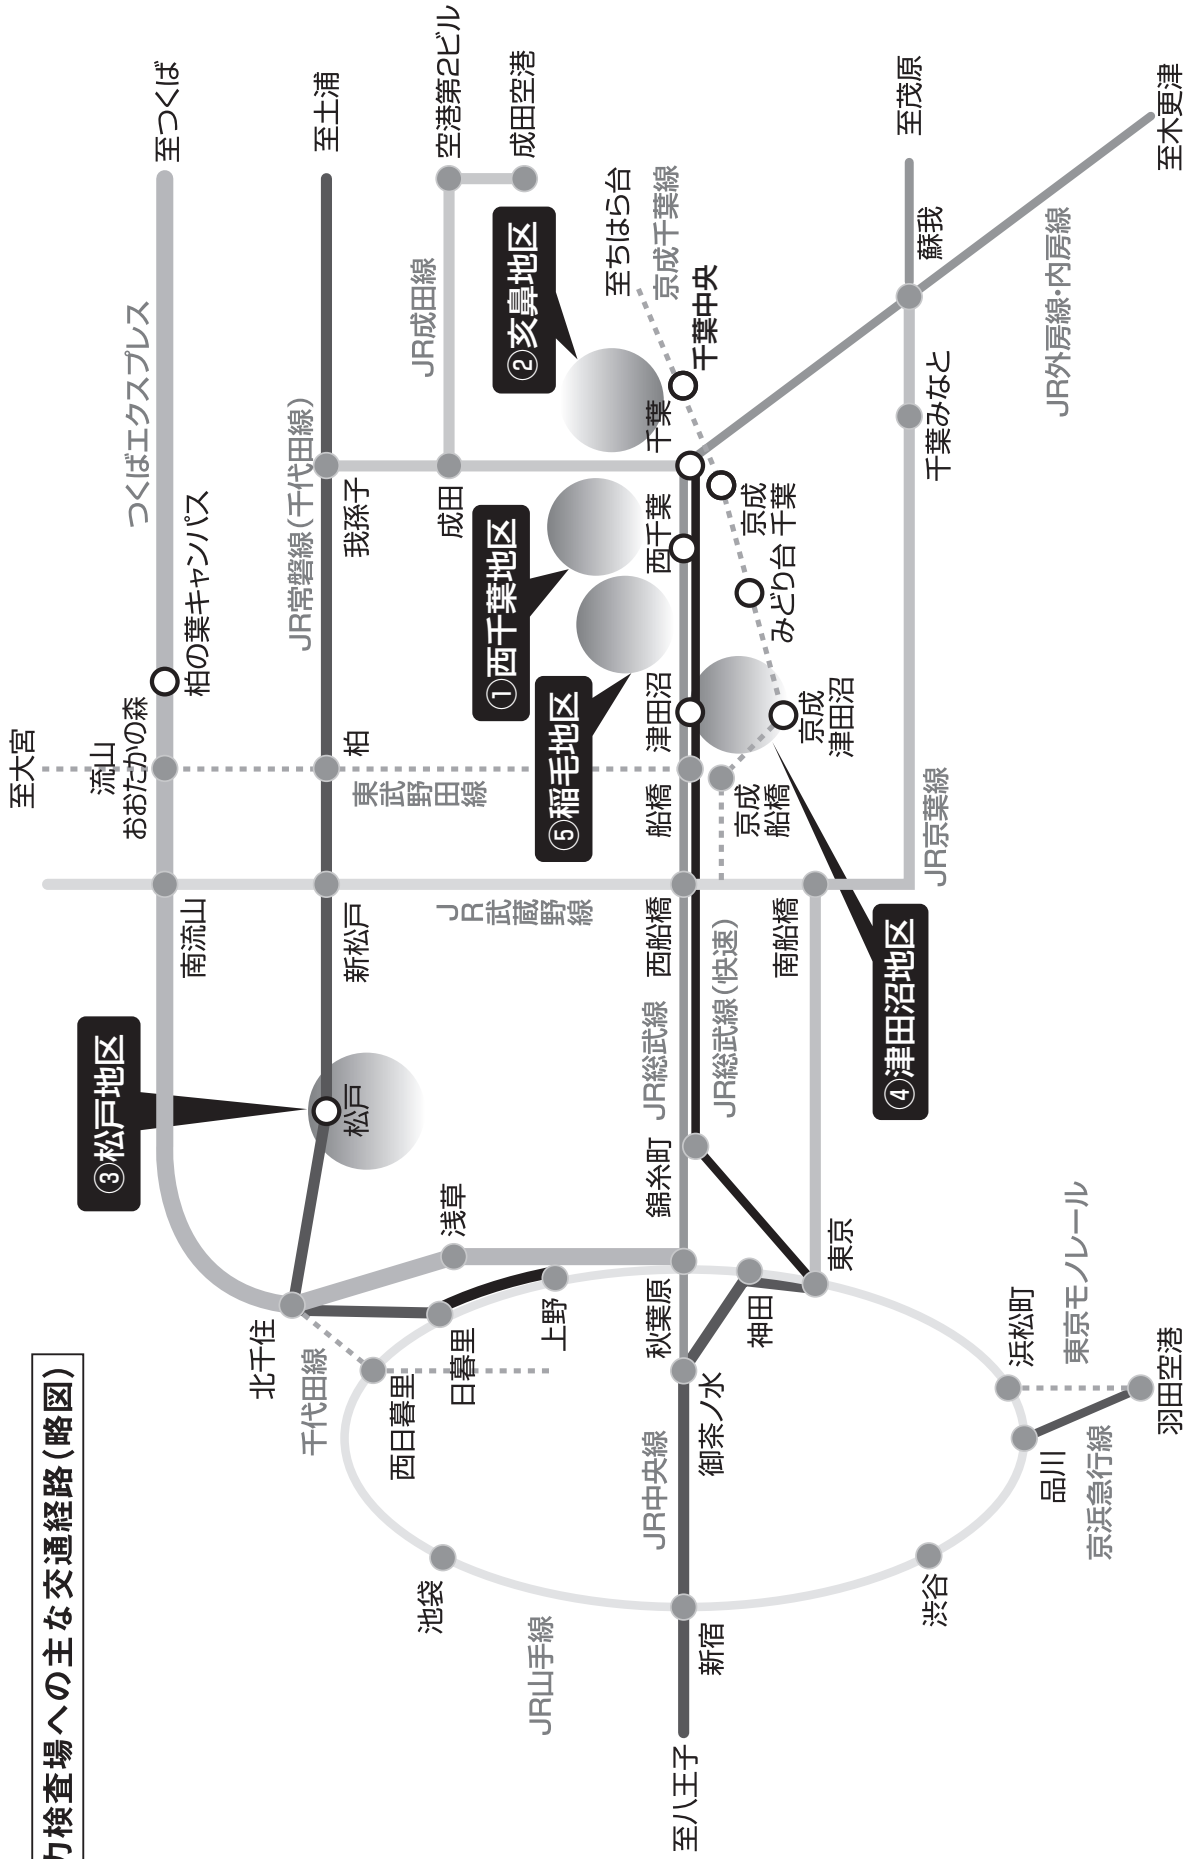 力検査場への主な交通経路（略図）
至つくば
つくばエクスプレス
柏の葉キャンパス
至大宮
流山
おおたかの森
南流山
③松戸地区
至土浦
JR常磐線（千代田線）
我孫子
柏
東武野田線
新松戸
JR武蔵野線
松戸
北千住
千代田線
西日暮里
日暮里
上野
浅草
池袋
JR山手線
空港第2ビル
成田空港
JR成田線
成田
②亥鼻地区
至ちはら台
京成千葉線
千葉中央
千葉
①西千葉地区
西千葉
⑤稲毛地区
津田沼
船橋
西船橋
JR総武線
JR総武線（快速）
錦糸町
秋葉原
御茶ノ水
JR中央線
新宿
至八王子
京成
千葉
みどり台
京成
津田沼
京成
船橋
南船橋
④津田沼地区
神田
東京
至茂原
蘇我
千葉みなと
JR京葉線
JR外房線・内房線
至木更津
浜松町
東京モノレール
羽田空港
品川
京浜急行線
渋谷